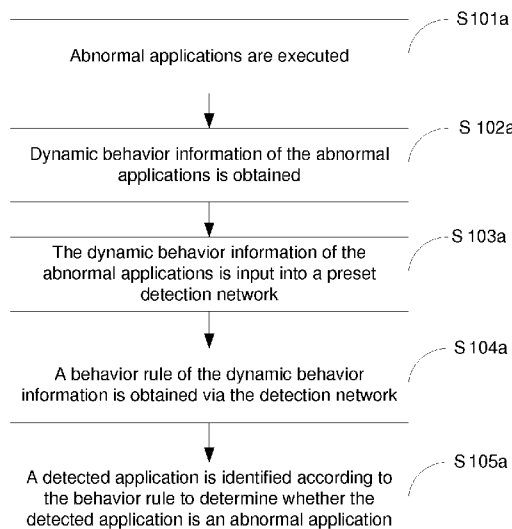 S101a
Abnormal applications are executed
S 102a
Dynamic behavior information of the abnormal
applications is obtained
S 103a
The dynamic behavior information of the
abnormal applications is input into a preset
detection network
S 104a
A behavior rule of the dynamic behavior
information is obtained via the detection network
S 105a
A detected application is identified according to
the behavior rule to determine whether the
detected application is an abnormal application